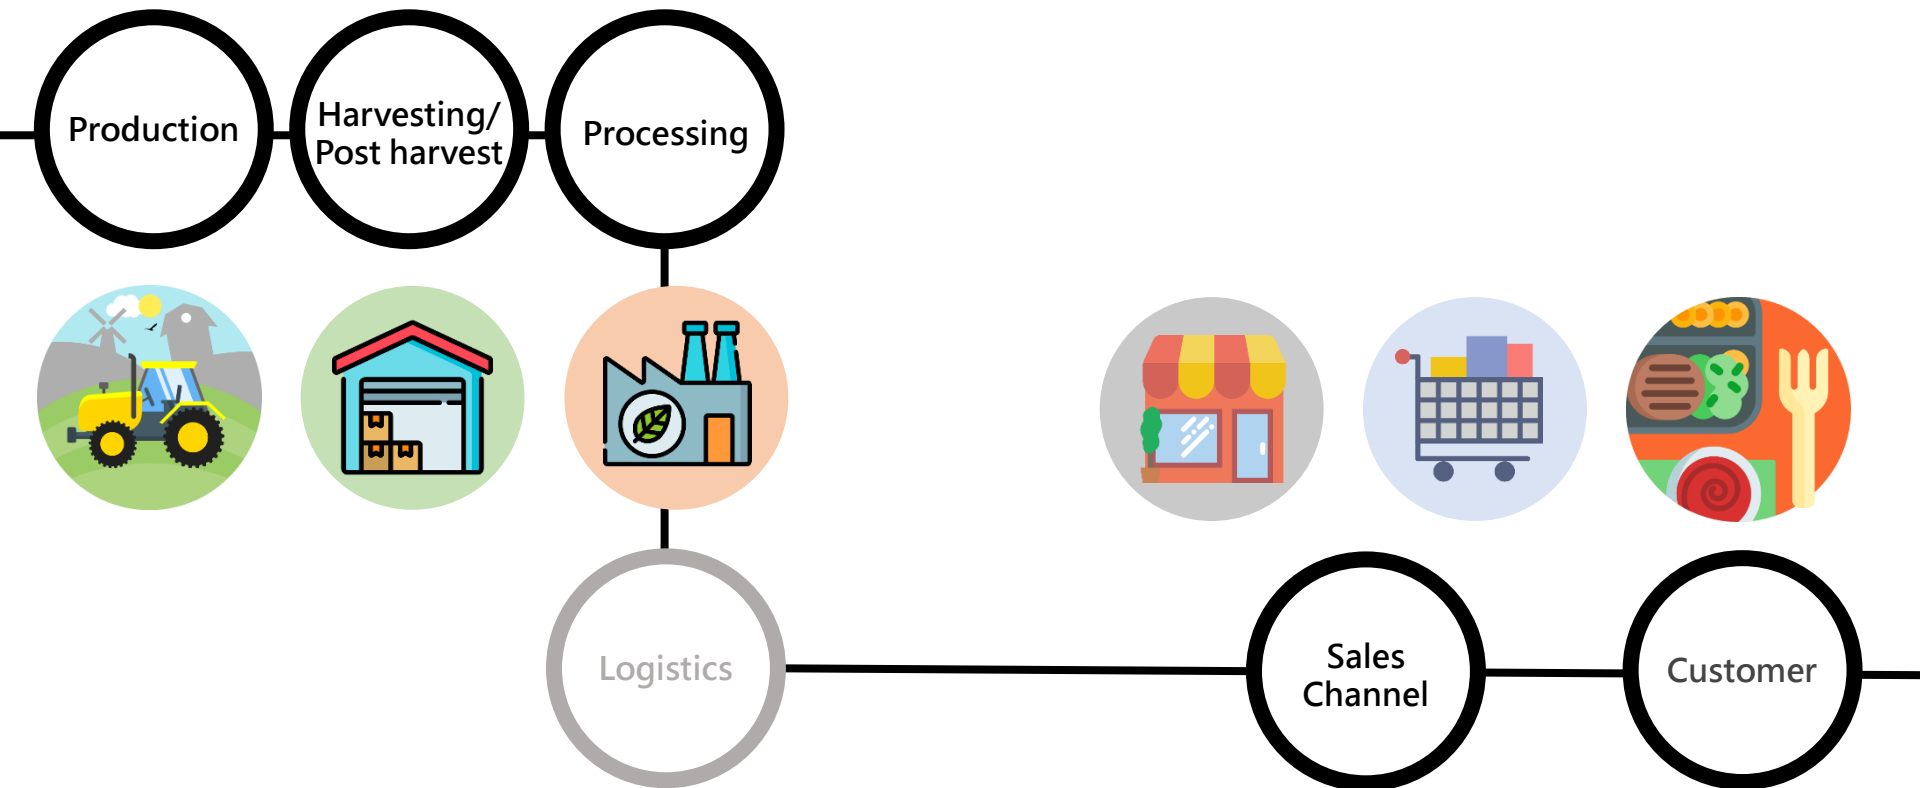 Production
Harvesting/
Post harvest
Processing
Logistics
Sales
Channel
Customer